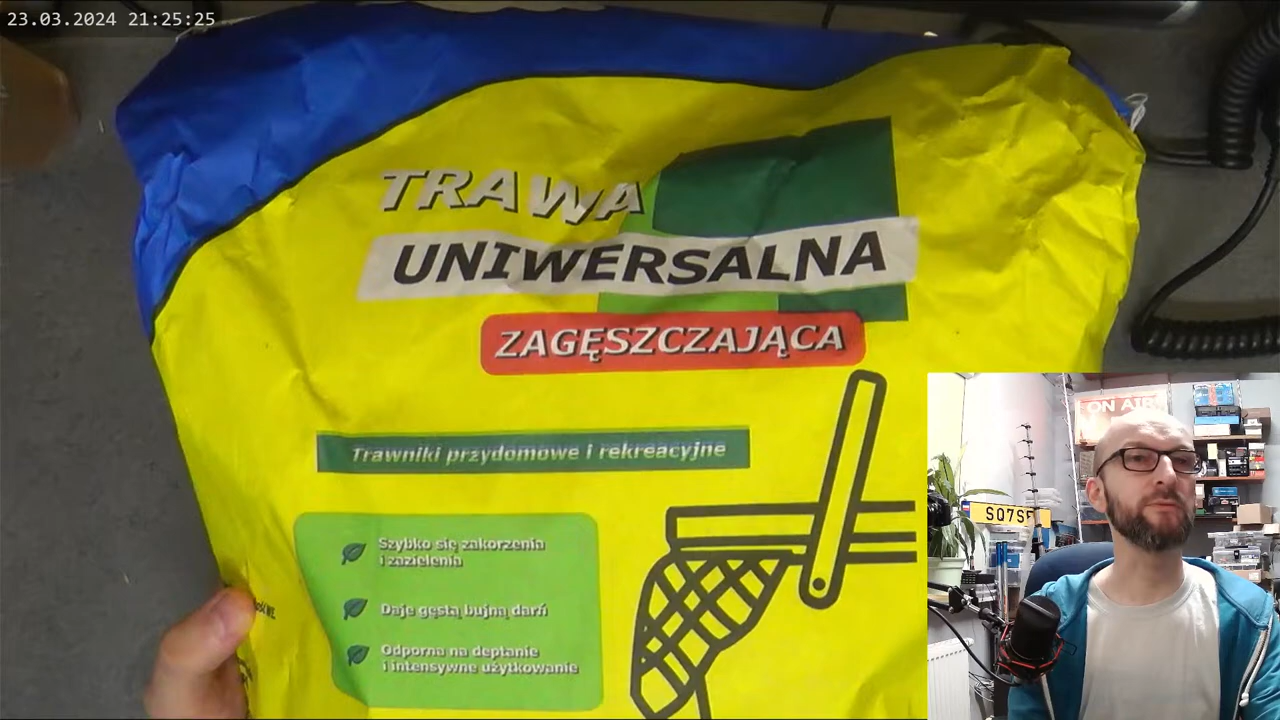 23.03.2024 21:25:25
TRAWA
UNIWERSALNA
ZAGĘSZCZAJĄCA
Trawniki przydomowe i rekreacyjne
Szybko się zakorzenia
i zazielenia
Daje gęstą bujną darń
Odporna na deptanie
i intensywne użytkowanie
ON AIR